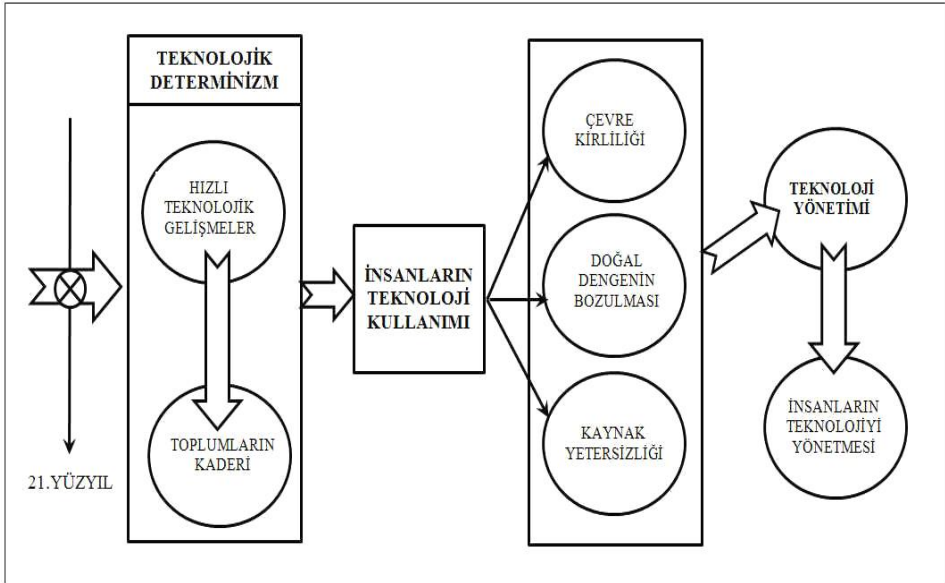 21.YÜZYIL
TEKNOLOJİK
DETERMİNİZM
HIZLI
TEKNOLOJİK
GELİŞMELER
TOPLUMLARIN
KADERİ
İNSANLARIN
TEKNOLOJİ
KULLANIMI
ÇEVRE
KİRLİLİĞİ
DOĞAL
DENGENİN
BOZULMASI
KAYNAK
YETERSİZLİĞİ
TEKNOLOJİ
YÖNETİMİ
İNSANLARIN
TEKNOLOJİYİ
YÖNETMESİ